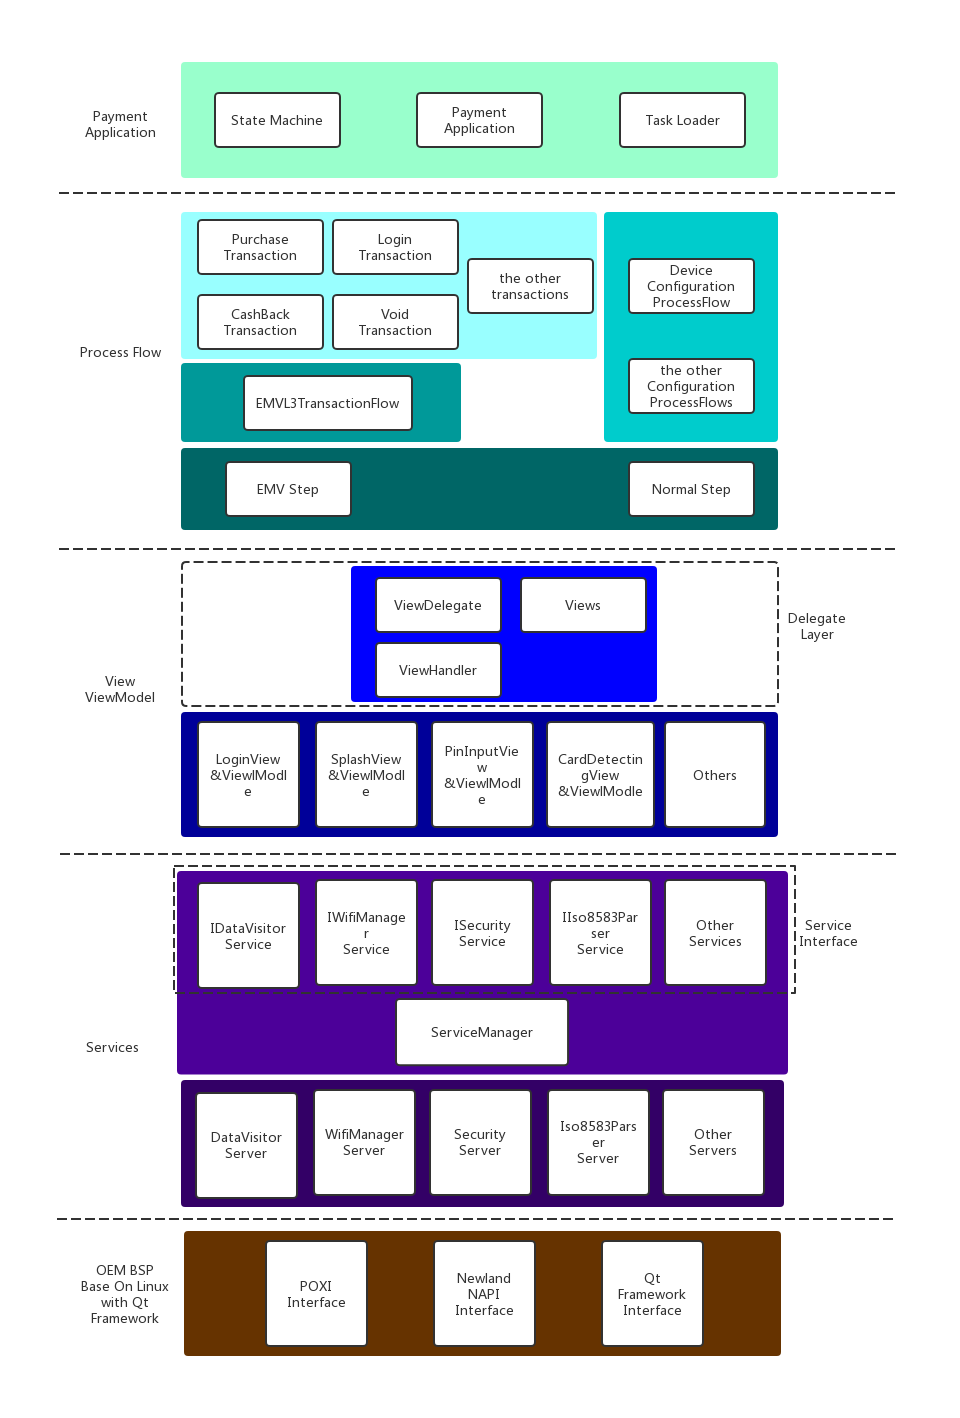 Payment
Application
State Machine
Payment
Application
Task Loader
Process Flow
Purchase
Transaction
Login
Transaction
the other
transactions
CashBack
Transaction
Void
Transaction
Device
Configuration
ProcessFlow
the other
Configuration
ProcessFlows
EMVL3TransactionFlow
EMV Step
Normal Step
View
ViewModel
ViewDelegate
Views
ViewHandler
Delegate
Layer
LoginView
&ViewlModl
e
SplashView
&ViewlModl
e
PinInputVie
w
&ViewlModl
e
CardDetectin
gView
&ViewlModle
Others
Services
IDataVisitor
Service
IWifiManage
r
Service
ISecurity
Service
IIso8583Par
ser
Service
Other
Services
Service
Interface
ServiceManager
DataVisitor
Server
WifiManager
Server
Security
Server
Iso8583Pars
er
Server
Other
Servers
OEM BSP
Base On Linux
with Qt
Framework
POXI
Interface
Newland
NAPI
Interface
Qt
Framework
Interface